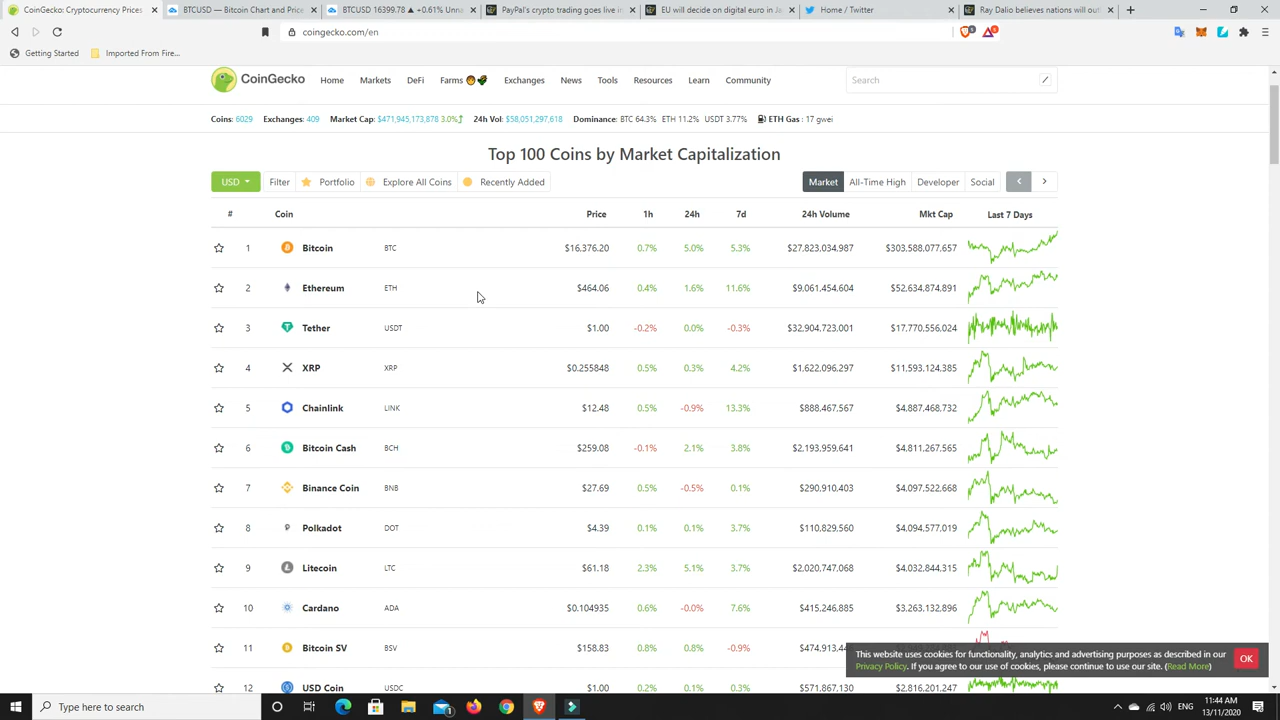 CoinGecko: Cryptocurrency Prices
BTCUSD — Bitcoin Chart and Price
BTCUSD 16399.78 ▲ +0.61% Unna
PayPal's crypto trading goes live in
EU will decide on digital euro in Ja
Home / Twitter
Ray Dalio believes nations will outl
coingecko.com/en
Getting Started
Imported From Fire...
CoinGecko Home Markets DeFi Farms Exchanges News Tools Resources Learn Community Search /
Coins: 6029 Exchanges: 409 Market Cap: $471,945,173,878 3.0% 24h Vol: $58,051,297,618 Dominance: BTC 64.3% ETH 11.2% USDT 3.77% ETH Gas: 17 gwei
Top 100 Coins by Market Capitalization
USD Filter Portfolio Explore All Coins Recently Added Market All-Time High Developer Social
# Coin Price 1h 24h 7d 24h Volume Mkt Cap Last 7 Days
1 Bitcoin BTC $16,376.20 0.7% 5.0% 5.3% $27,823,034,987 $303,588,077,657
2 Ethereum ETH $464.06 0.4% 1.6% 11.6% $9,061,454,604 $52,634,874,891
3 Tether USDT $1.00 -0.2% 0.0% -0.3% $32,904,723,001 $17,770,556,024
4 XRP XRP $0.255848 0.5% 0.3% 4.2% $1,622,096,297 $11,593,124,385
5 Chainlink LINK $12.48 0.5% -0.9% 13.3% $888,467,567 $4,887,468,732
6 Bitcoin Cash BCH $259.08 -0.1% 2.1% 3.8% $2,193,959,641 $4,811,267,565
7 Binance Coin BNB $27.69 0.5% -0.5% 0.1% $290,910,403 $4,097,522,668
8 Polkadot DOT $4.39 0.1% 0.1% 3.7% $110,829,560 $4,094,577,019
9 Litecoin LTC $61.18 2.3% 5.1% 3.7% $2,020,747,068 $4,032,844,315
10 Cardano ADA $0.104935 0.6% -0.0% 7.6% $415,246,885 $3,263,132,896
11 Bitcoin SV BSV $158.83 0.8% 0.8% -0.9% $474,913,4
12 USD Coin USDC $1.00 0.2% 0.1% 0.3% $571,867,130 $2,816,201,247
This website uses cookies for functionality, analytics and advertising purposes as described in our
Privacy Policy. If you agree to our use of cookies, please continue to use our site. (Read More)
OK
Type here to search
ENG
11:44 AM
13/11/2020